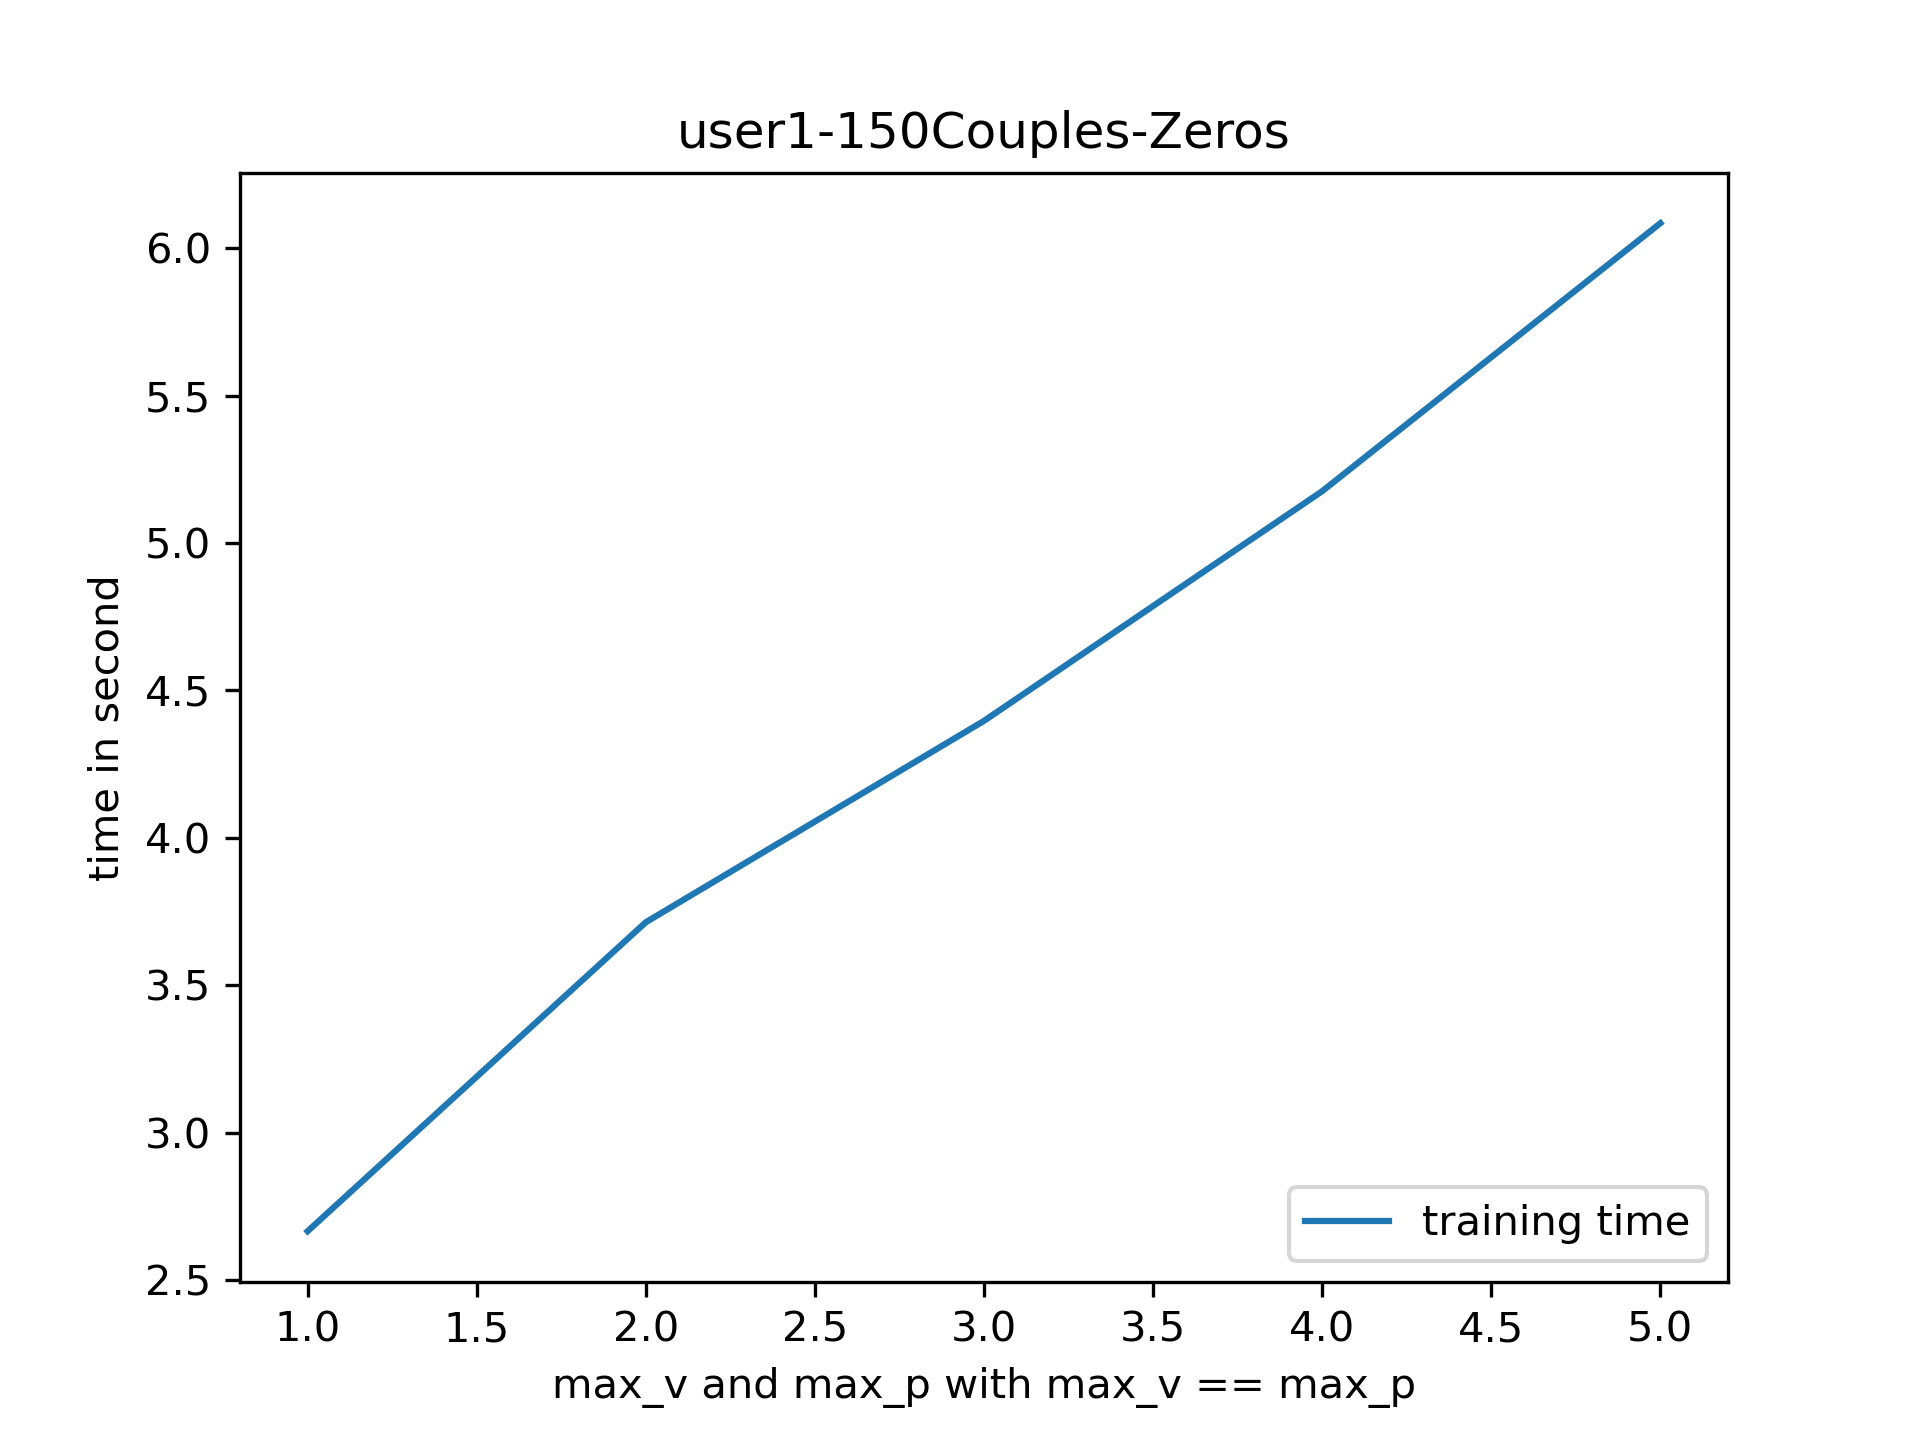 user1-150Couples-Zeros
6.0
5.5
5.0
4.5
4.0
3.5
3.0
2.5
time in second
training time
1.0 1.5 2.0 2.5 3.0 3.5 4.0 4.5 5.0
max_v and max_p with max_v == max_p